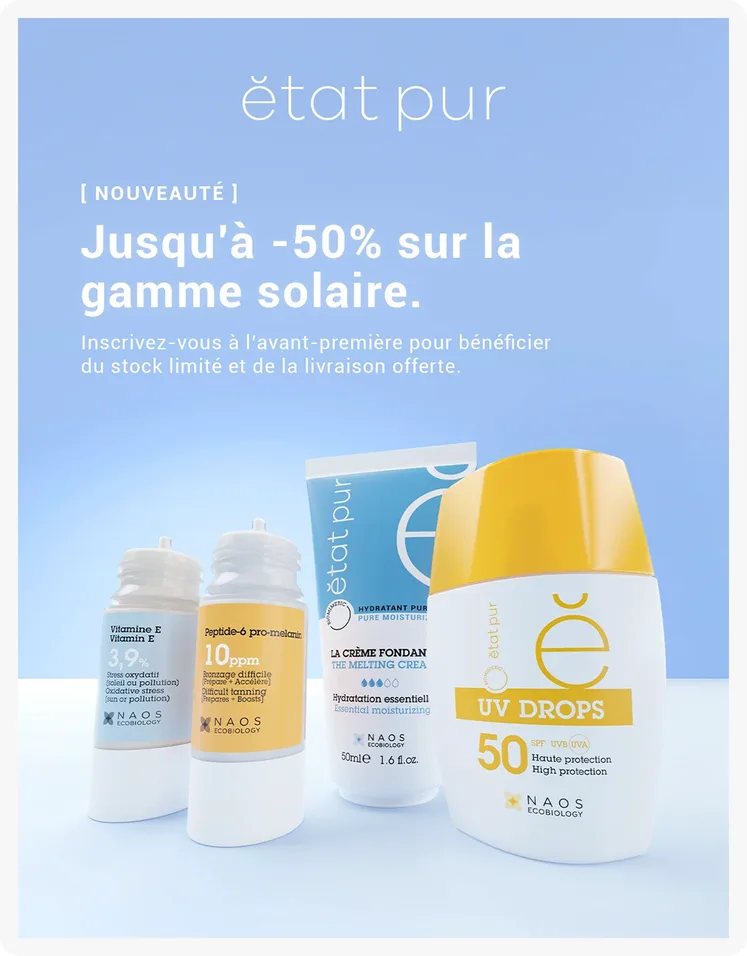 ĕtat pur
[ NOUVEAUTÉ ]
Jusqu'à -50% sur la
gamme solaire.
Inscrivez-vous à l'avant-première pour bénéficier
du stock limité et de la livraison offerte.
Vitamine E
Vitamin E
3,9%
Stress oxydatif
(soleil ou pollution)
Oxidative stress
(sun or pollution)
NAOS
ECOBIOLOGY
Peptide-6 pro-melanin
10ppm
Bronzage difficile
[Prépare + Accélère]
Difficult tanning
[Prepares + Boosts]
NAOS
ECOBIOLOGY
ĕtat pur
ĕ
BIOMIMETIC
HYDRATANT PUR
PURE MOISTURIZ
LA CRÈME FONDAN
THE MELTING CREA
Hydratation essentiell
Essential moisturizing
NAOS
ECOBIOLOGY
50ml e 1.6 fl.oz.
ĕtat pur
ĕ
UV DROPS
50 SPF UVB UVA
Haute protection
High protection
NAOS
ECOBIOLOGY